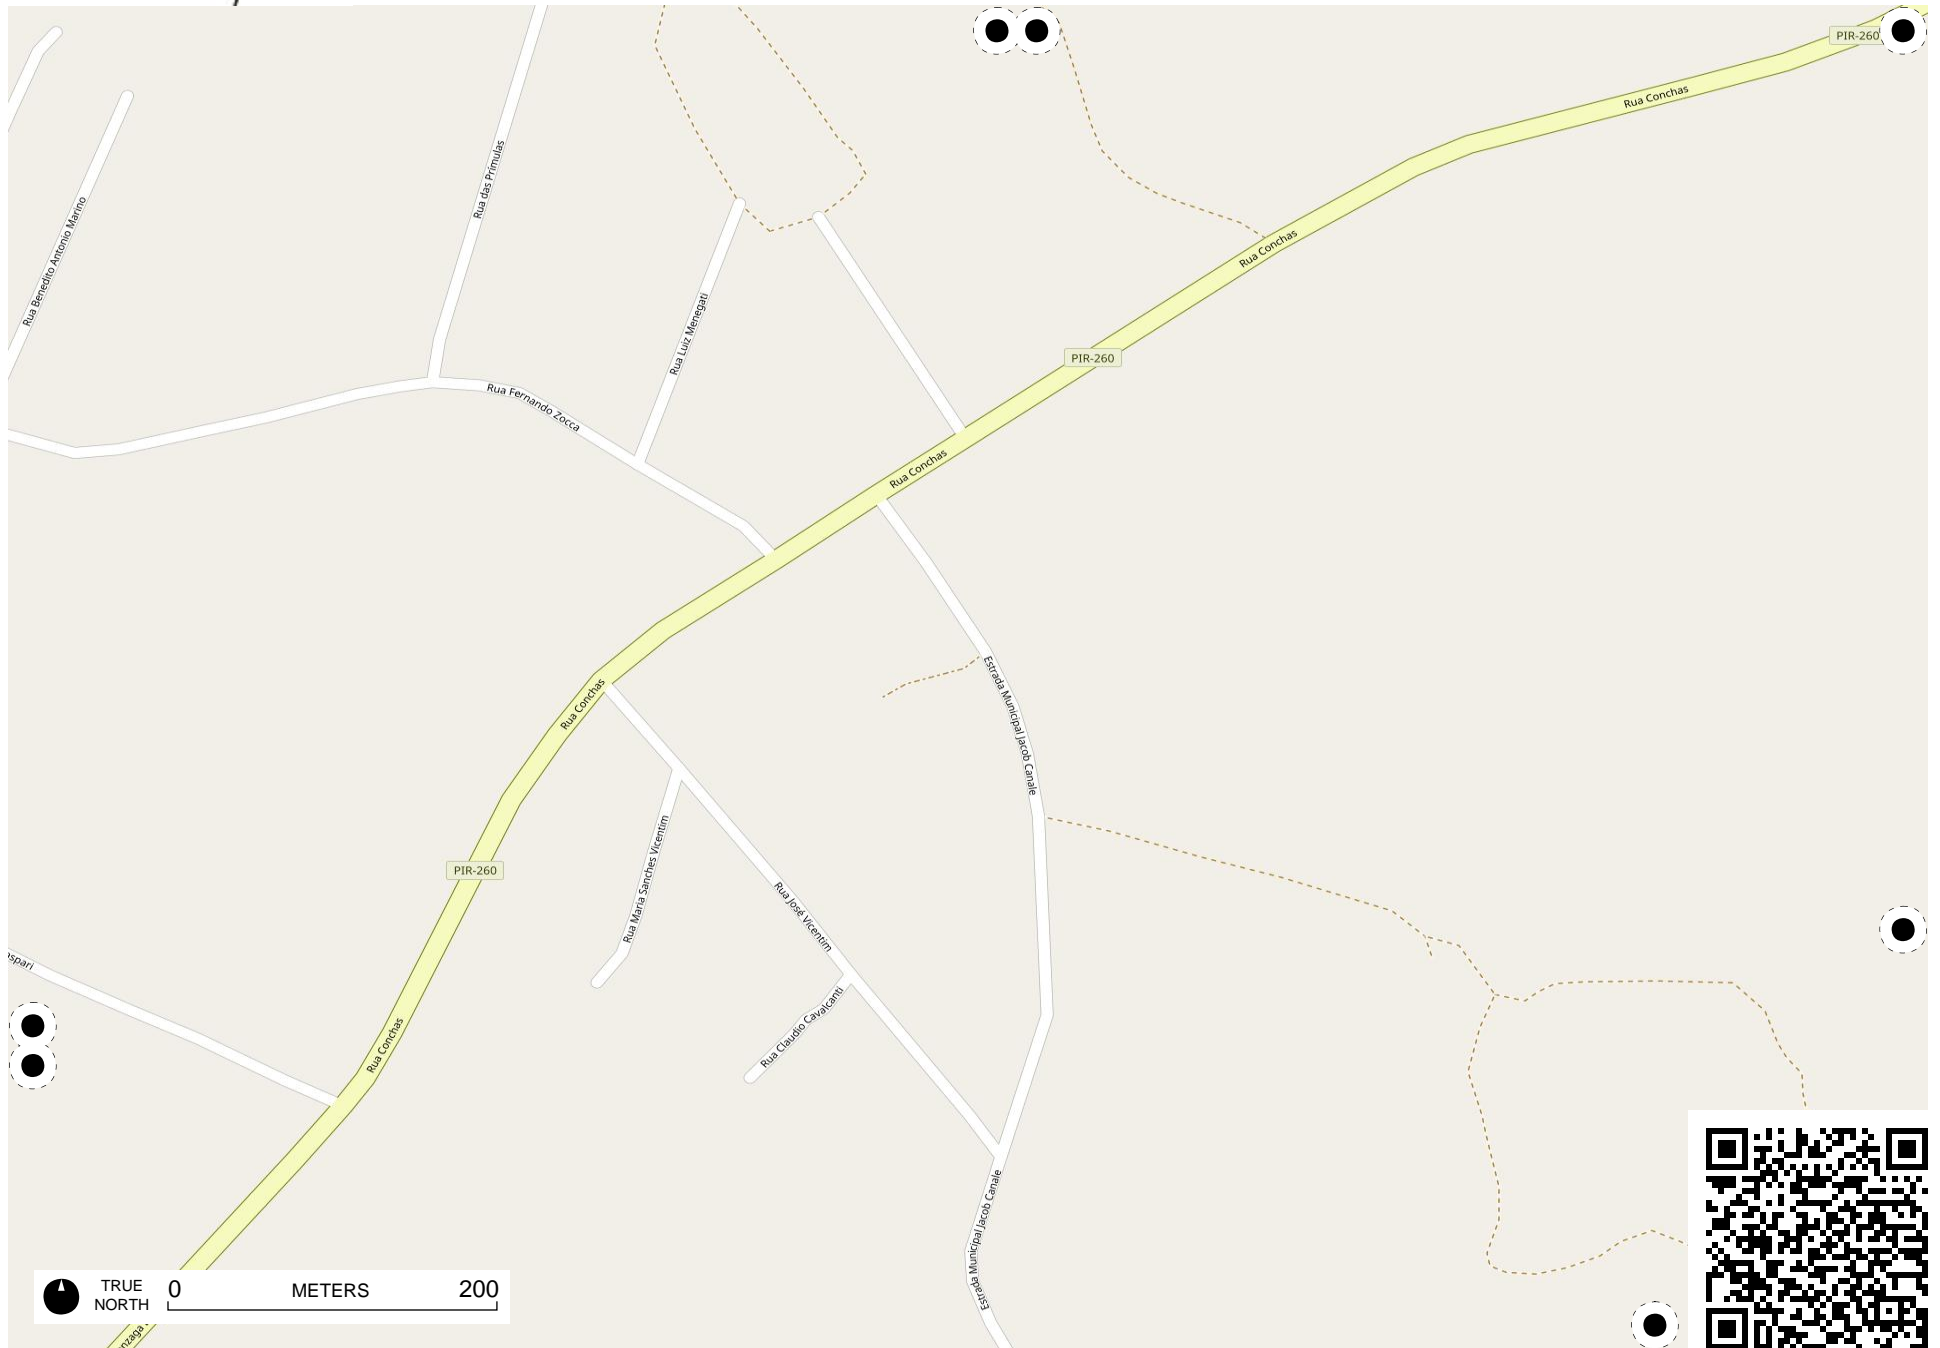 PIR-260
Rua Conchas
Rua das Prímulas
Rua Benedito Antonio Marino
Rua Conchas
Rua Luiz Menegati
PIR-260
Rua Fernando Zocca
Rua Conchas
Estrada Municipal Jacob Canale
Rua Conchas
PIR-260
Rua Maria Sanches Vicentim
Rua José Vicentim
Rua Claudio Cavalcanti
Rua Conchas
Estrada Municipal Jacob Canale
TRUE NORTH
0 METERS 200